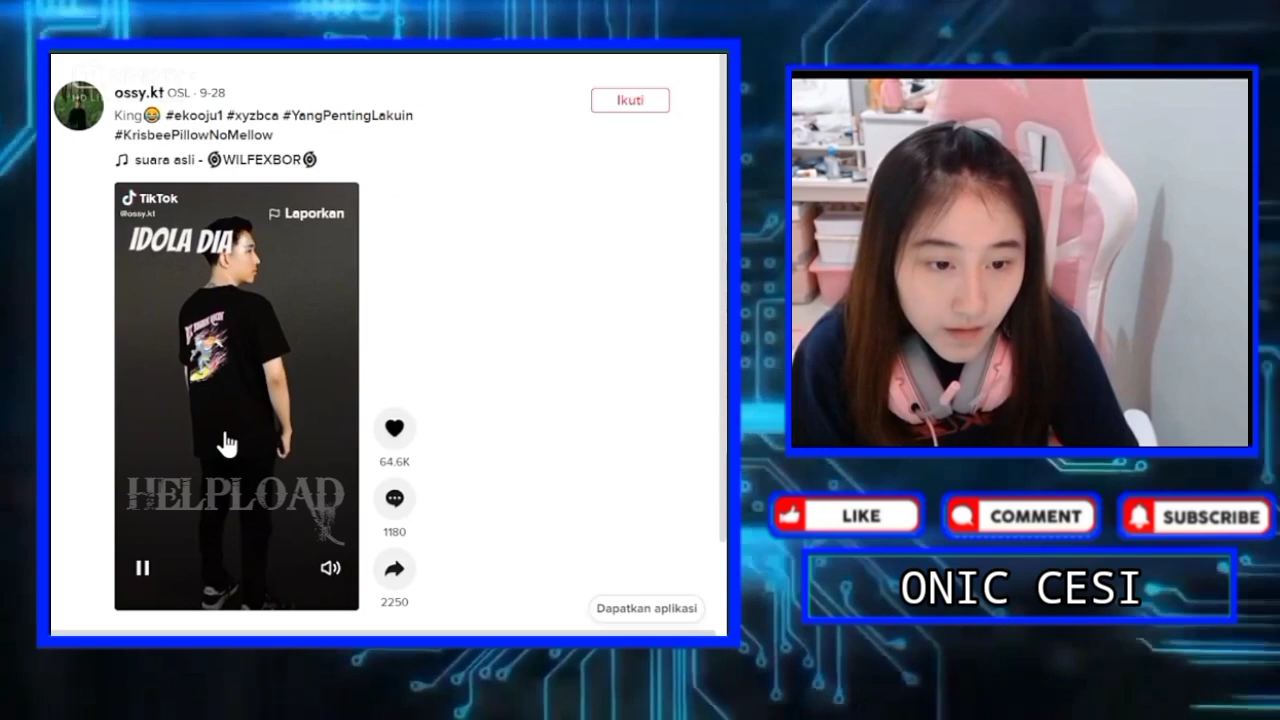 ossy.kt OSL · 9-28
King😂 #ekooju1 #xyzbca #YangPentingLakuin
#KrisbeePillowNoMellow
suara asli - 🌀WILFEXBOR🌀
Ikuti
TikTok
@ossy.kt
Laporkan
IDOLA DIA
HELPLOAD
64.6K
1180
2250
Dapatkan aplikasi
LIKE
COMMENT
SUBSCRIBE
ONIC CESI